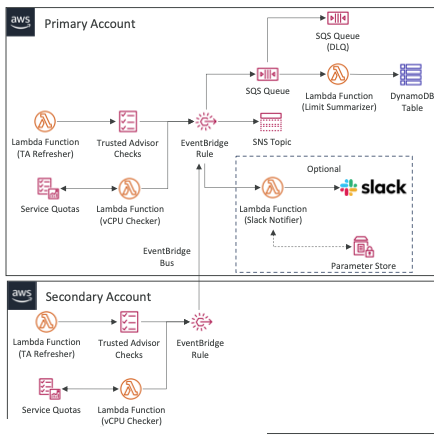 aws
Primary Account
SQS Queue
(DLQ)
SQS Queue
Lambda Function
(Limit Summarizer)
DynamoDB
Table
Lambda Function
(TA Refresher)
Trusted Advisor
Checks
EventBridge
Rule
SNS Topic
Optional
slack
Service Quotas
Lambda Function
(vCPU Checker)
Lambda Function
(Slack Notifier)
EventBridge
Bus
Parameter Store
aws
Secondary Account
Lambda Function
(TA Refresher)
Trusted Advisor
Checks
EventBridge
Rule
Service Quotas
Lambda Function
(vCPU Checker)